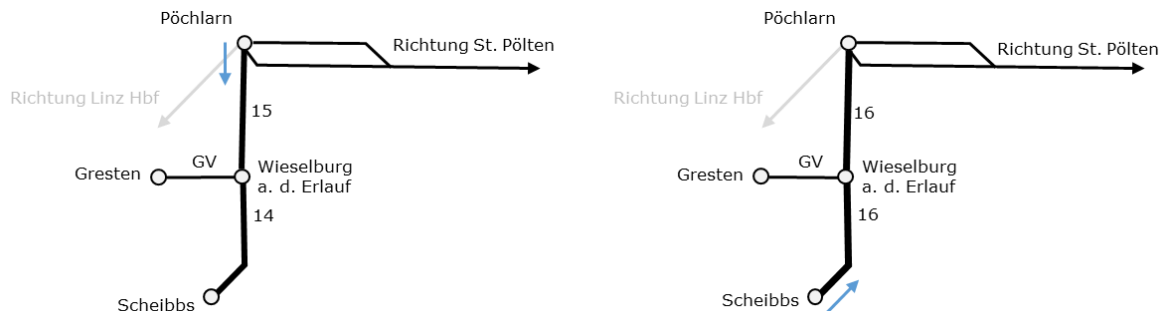 Pöchlarn
Richtung St. Pölten
Richtung Linz Hbf
15
GV
Gresten
Wieselburg
a. d. Erlauf
14
Scheibbs
Pöchlarn
Richtung St. Pölten
Richtung Linz Hbf
16
GV
Gresten
Wieselburg
a. d. Erlauf
16
Scheibbs